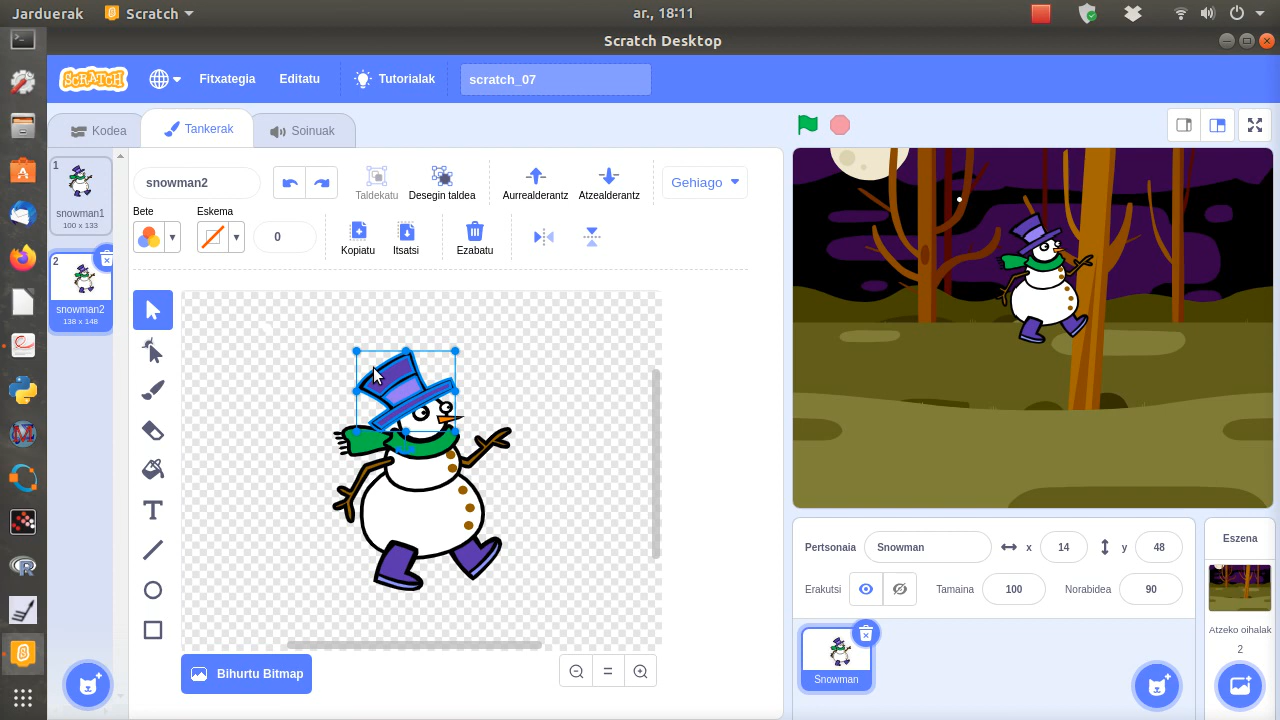 Jarduerak
Scratch
ar., 18:11
Scratch Desktop
SCRATCH
Fitxategia
Editatu
Tutorialak
scratch_07
Kodea
Tankerak
Soinuak
1
snowman1
100 x 133
2
snowman2
138 x 148
snowman2
Taldekatu
Desegin taldea
Aurrealderantz
Atzealderantz
Gehiago
Bete
Eskema
0
Kopiatu
Itsatsi
Ezabatu
T
Bihurtu Bitmap
Pertsonaia
Snowman
x
14
y
48
Erakutsi
Tamaina
100
Norabidea
90
Snowman
Eszena
Atzeko oihalak
2